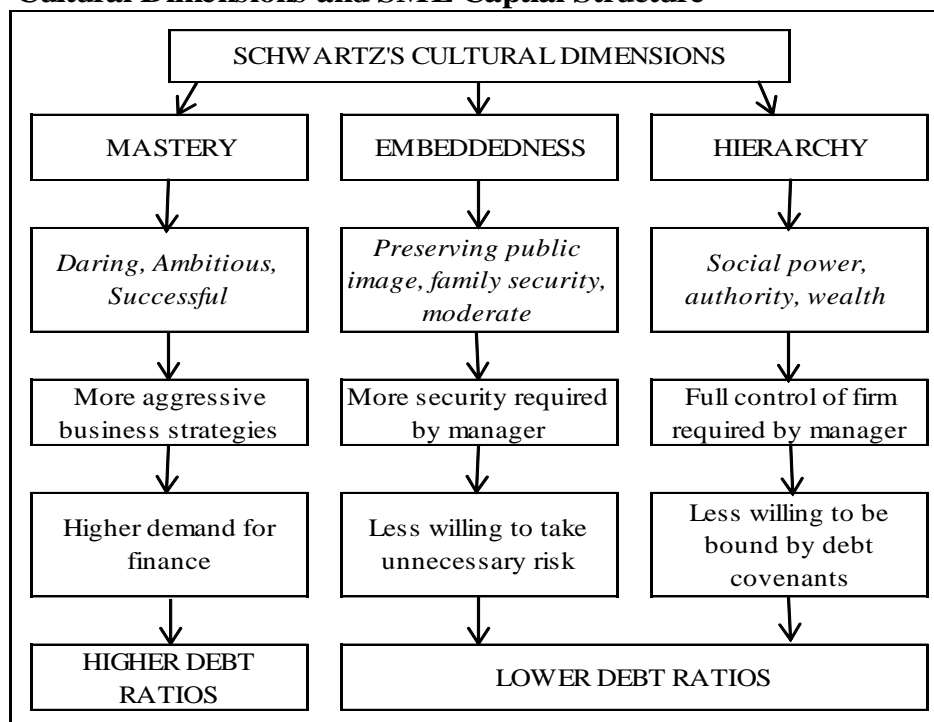 Cultural Dimensions and SME Captial Structure
SCHWARTZ'S CULTURAL DIMENSIONS
MASTERY
EMBEDDEDNESS
HIERARCHY
Daring, Ambitious,
Successful
Preserving public
image, family security,
moderate
Social power,
authority, wealth
More aggressive
business strategies
More security required
by manager
Full control of firm
required by manager
Higher demand for
finance
Less willing to take
unnecessary risk
Less willing to be
bound by debt
covenants
HIGHER DEBT
RATIOS
LOWER DEBT RATIOS